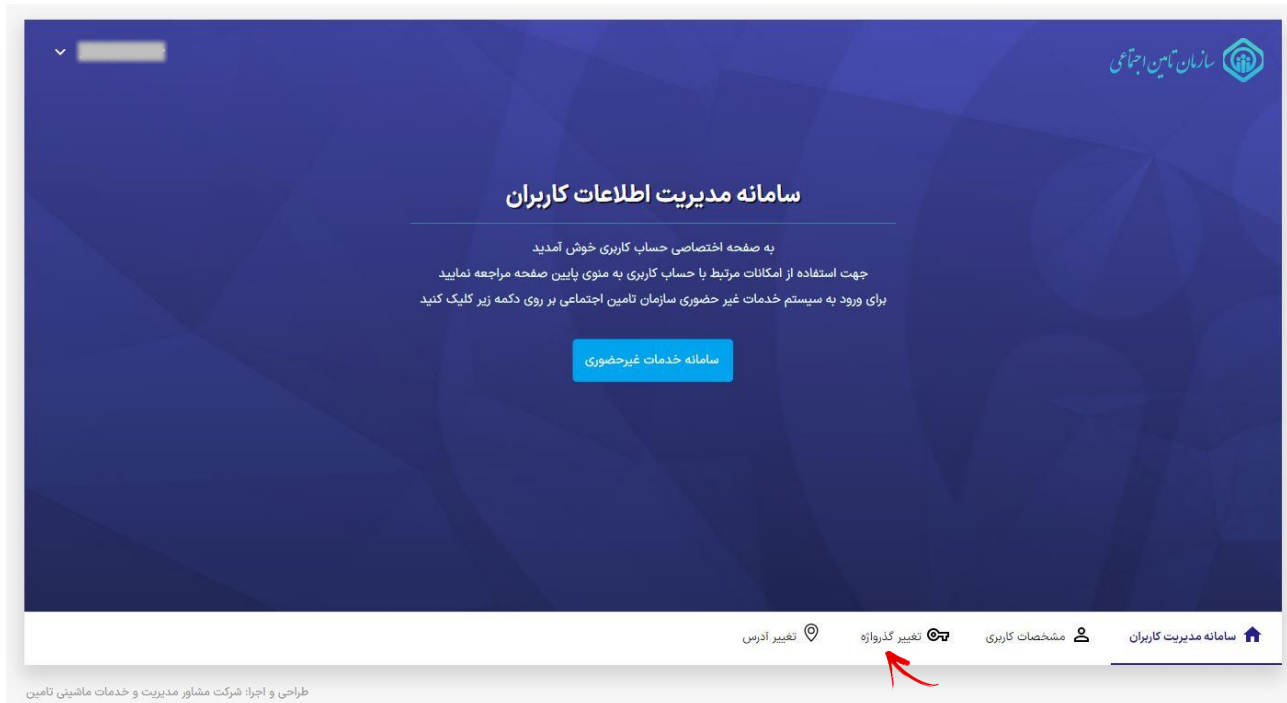 سازمان تامین اجتماعی
سامانه مدیریت اطلاعات کاربران
به صفحه اختصاصی حساب کاربری خوش آمدید
جهت استفاده از امکانات مرتبط با حساب کاربری به منوی پایین صفحه مراجعه نمایید
برای ورود به سیستم خدمات غیر حضوری سازمان تامین اجتماعی بر روی دکمه زیر کلیک کنید
سامانه خدمات غیرحضوری
سامانه مدیریت کاربران
مشخصات کاربری
تغییر گذرواژه
تغییر آدرس
طراحی و اجرا: شرکت مشاور مدیریت و خدمات ماشینی تامین